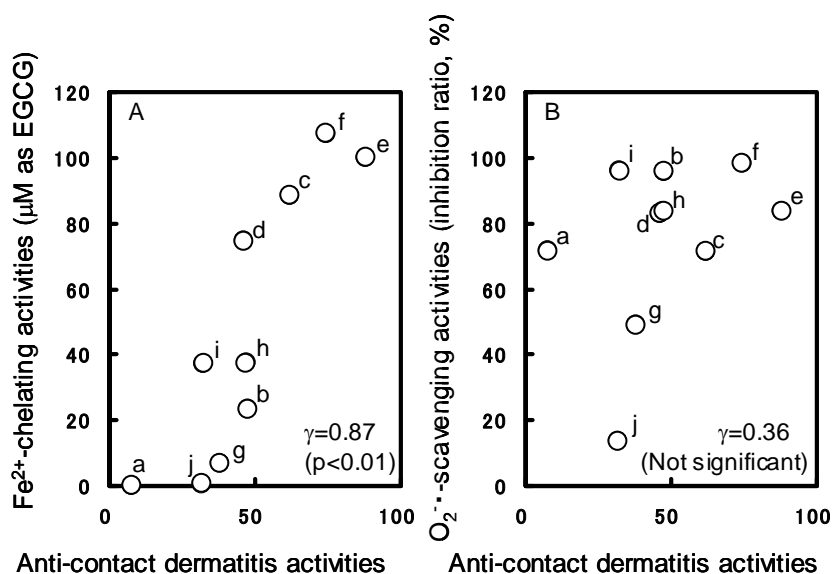 Fe²⁺-chelating activities (μM as EGCG)
120
100
80
60
40
20
0
A
f
e
c
d
i
h
b
g
j
a
γ=0.87
(p<0.01)
0
50
100
Anti-contact dermatitis activities
O₂⁻·-scavenging activities (inhibition ratio, %)
120
100
80
60
40
20
0
B
i
b
f
h
d
e
a
c
g
j
γ=0.36
(Not significant)
0
50
100
Anti-contact dermatitis activities